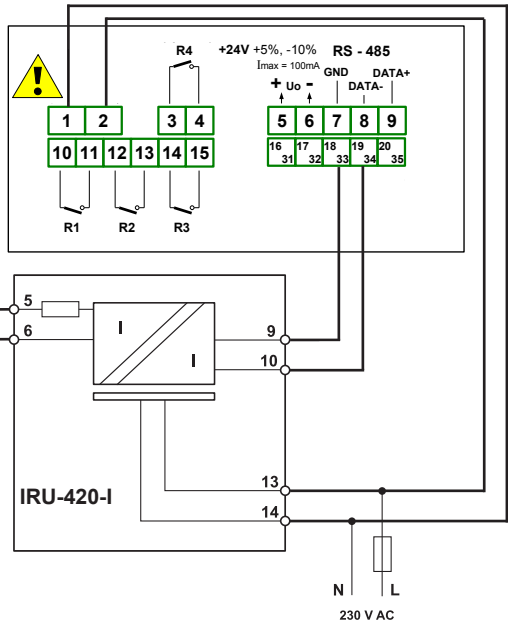 R4 +24V +5%, -10% RS - 485
Imax = 100mA
GND DATA+
+ Uo - DATA-
1 2 3 4 5 6 7 8 9
10 11 12 13 14 15 16 31 17 32 18 33 19 34 20 35
R1 R2 R3
5
6
I
I
9
10
13
IRU-420-I
14
N L
230 V AC